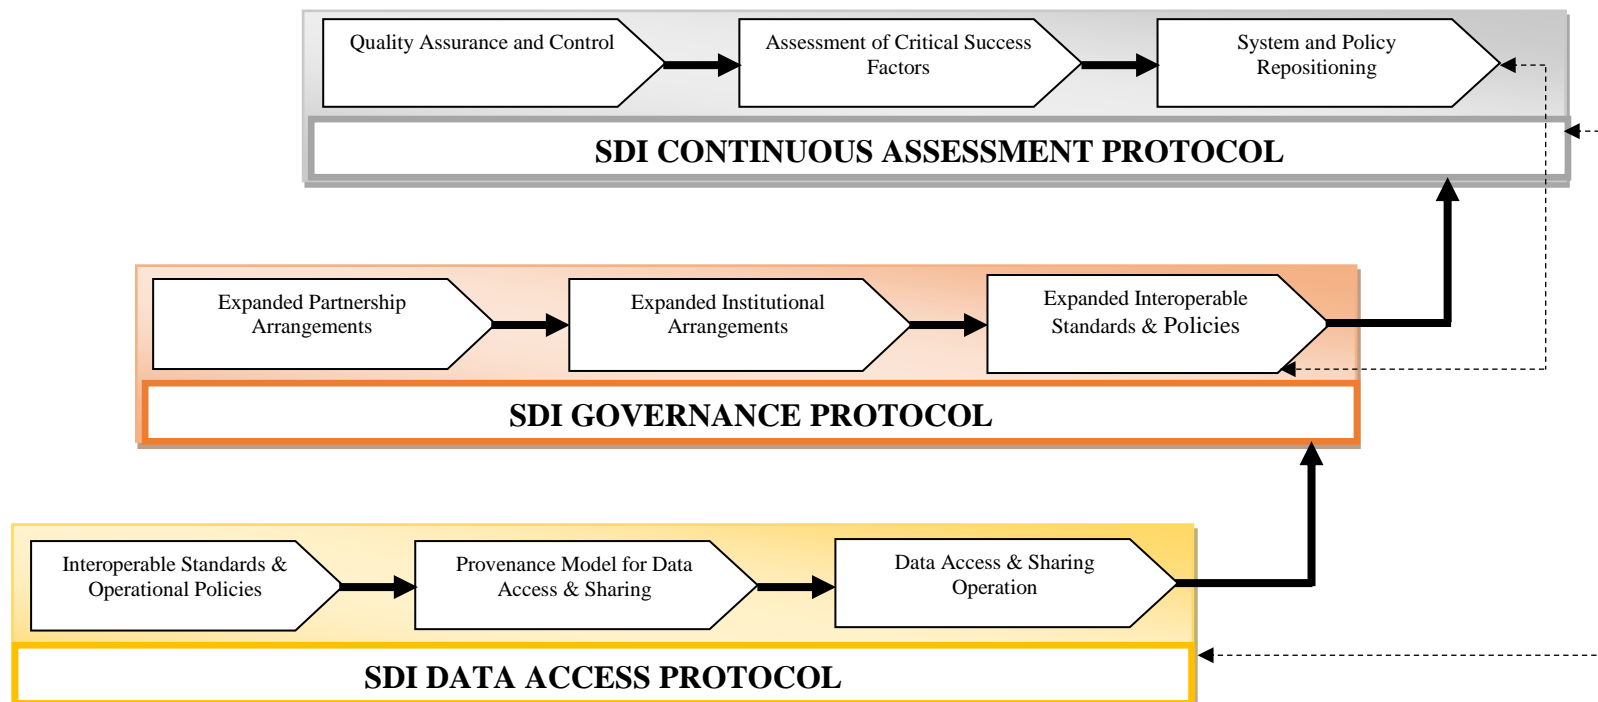 Quality Assurance and Control
Assessment of Critical Success
Factors
System and Policy
Repositioning
SDI CONTINUOUS ASSESSMENT PROTOCOL
Expanded Partnership
Arrangements
Expanded Institutional
Arrangements
Expanded Interoperable
Standards & Policies
SDI GOVERNANCE PROTOCOL
Interoperable Standards &
Operational Policies
Provenance Model for Data
Access & Sharing
Data Access & Sharing
Operation
SDI DATA ACCESS PROTOCOL